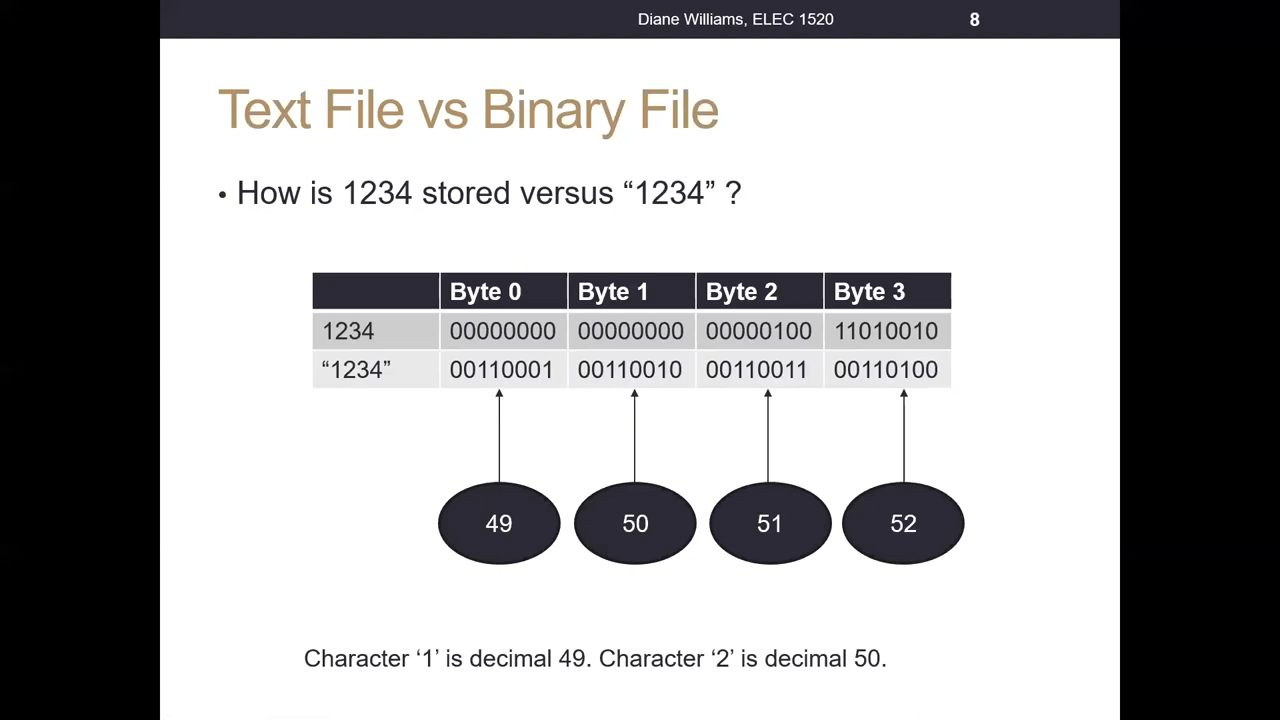 Diane Williams, ELEC 1520 8
Text File vs Binary File
• How is 1234 stored versus “1234” ?
Byte 0 Byte 1 Byte 2 Byte 3
1234 00000000 00000000 00000100 11010010
“1234” 00110001 00110010 00110011 00110100
49 50 51 52
Character ‘1’ is decimal 49. Character ‘2’ is decimal 50.